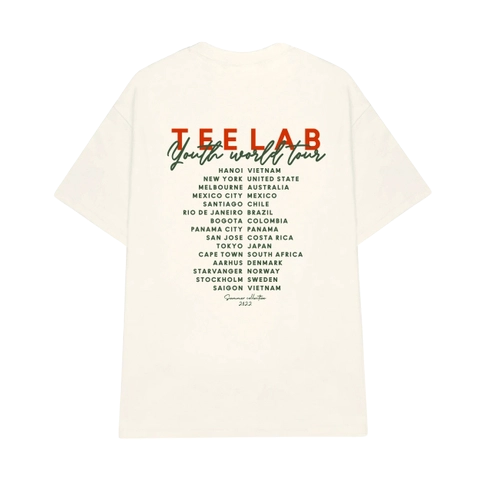 TEELAB
Youth world tour
HANOI VIETNAM
NEW YORK UNITED STATE
MELBOURNE AUSTRALIA
MEXICO CITY MEXICO
SANTIAGO CHILE
RIO DE JANEIRO BRAZIL
BOGOTA COLOMBIA
PANAMA CITY PANAMA
SAN JOSE COSTA RICA
TOKYO JAPAN
CAPE TOWN SOUTH AFRICA
AARHUS DENMARK
STARVANGER NORWAY
STOCKHOLM SWEDEN
SAIGON VIETNAM
Summer collection
2022